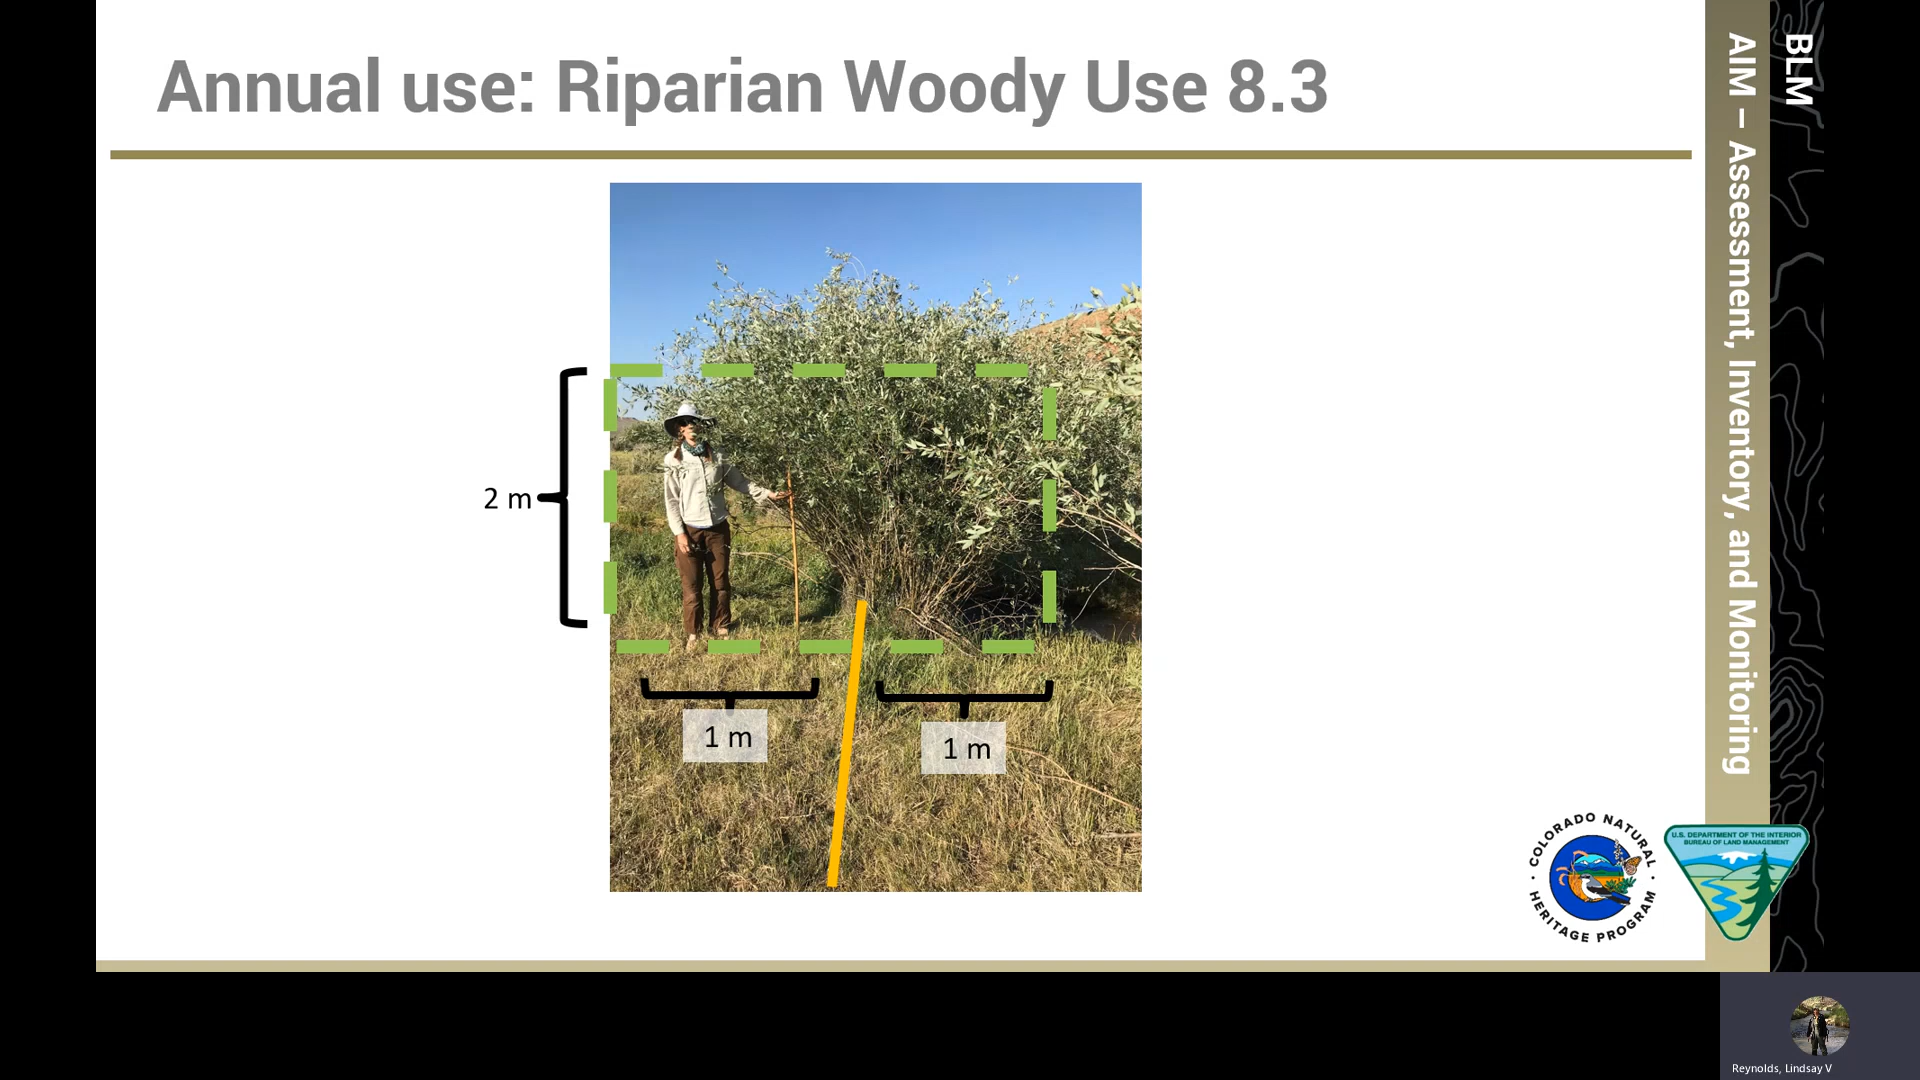 Annual use: Riparian Woody Use 8.3
2 m
1 m
1 m
BLM
AIM – Assessment, Inventory, and Monitoring
COLORADO NATURAL
HERITAGE PROGRAM
U.S. DEPARTMENT OF THE INTERIOR
BUREAU OF LAND MANAGEMENT
Reynolds, Lindsay V